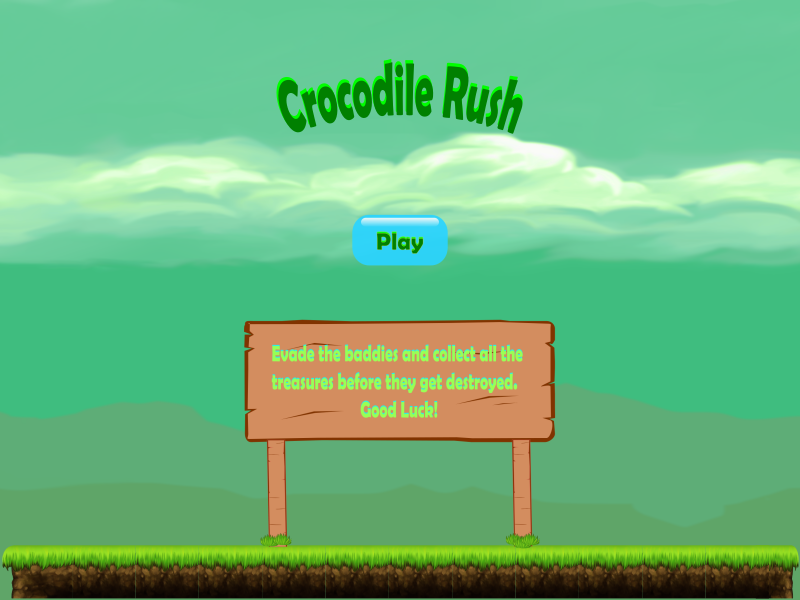 Crocodile Rush
Play
Evade the baddies and collect all the
treasures before they get destroyed.
Good Luck!